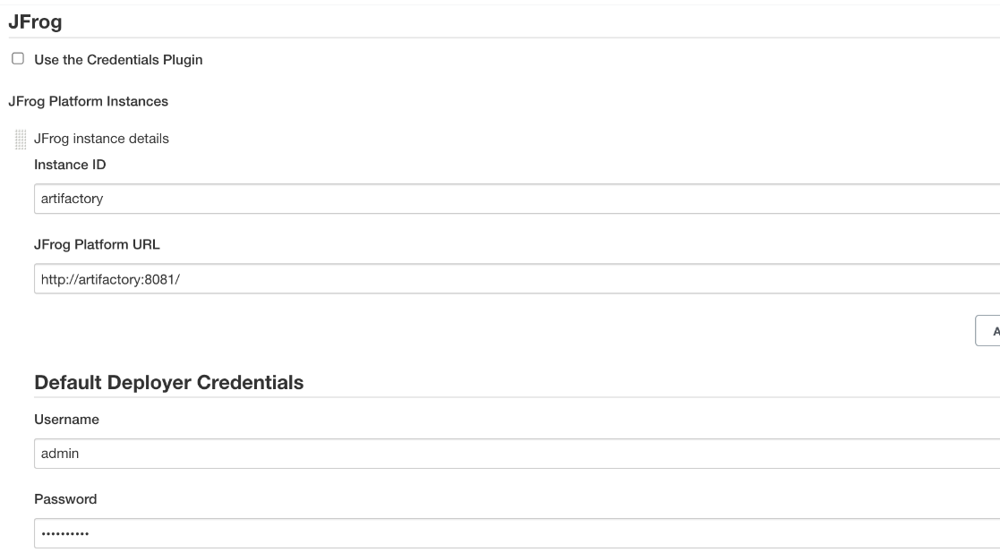 JFrog
Use the Credentials Plugin
JFrog Platform Instances
JFrog instance details
Instance ID
artifactory
JFrog Platform URL
http://artifactory:8081/
A
Default Deployer Credentials
Username
admin
Password
••••••••••